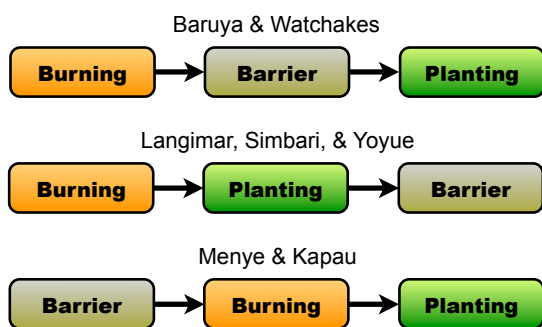 Baruya & Watchakes
Burning Barrier Planting
Langimar, Simbari, & Yoyue
Burning Planting Barrier
Menye & Kapau
Barrier Burning Planting